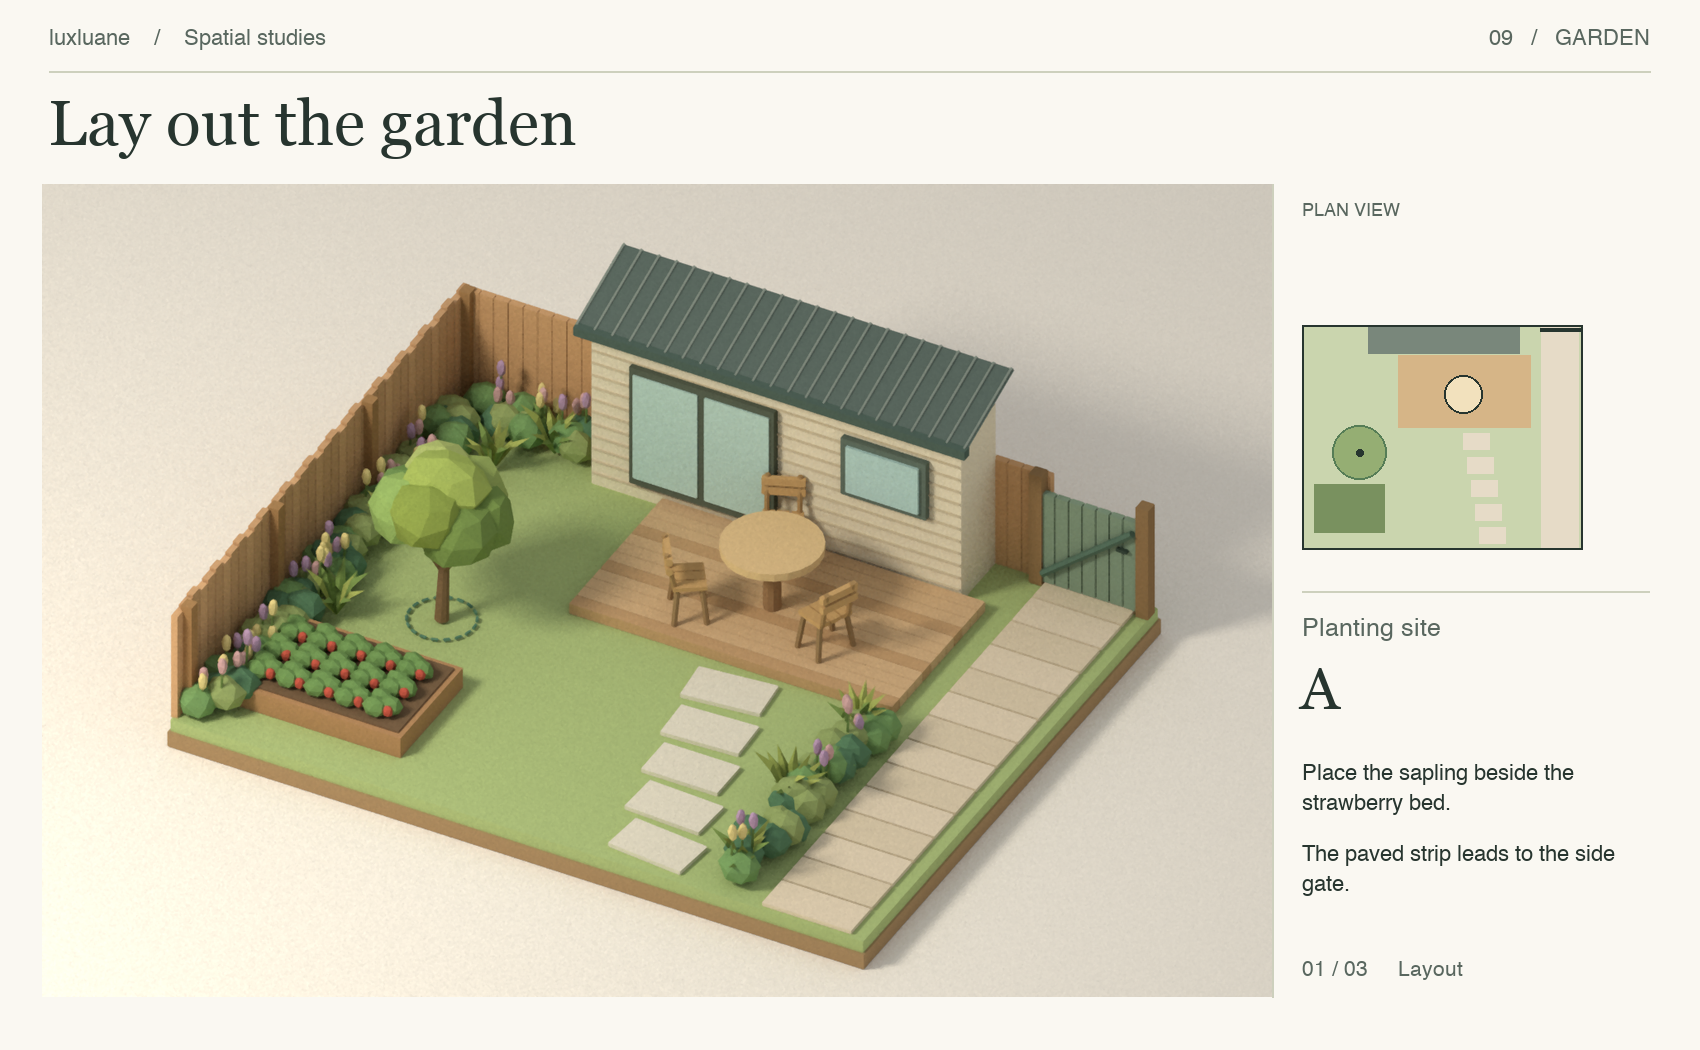 luxluane / Spatial studies
09 / GARDEN
Lay out the garden
PLAN VIEW
Planting site
A
Place the sapling beside the
strawberry bed.
The paved strip leads to the side
gate.
01 / 03 Layout